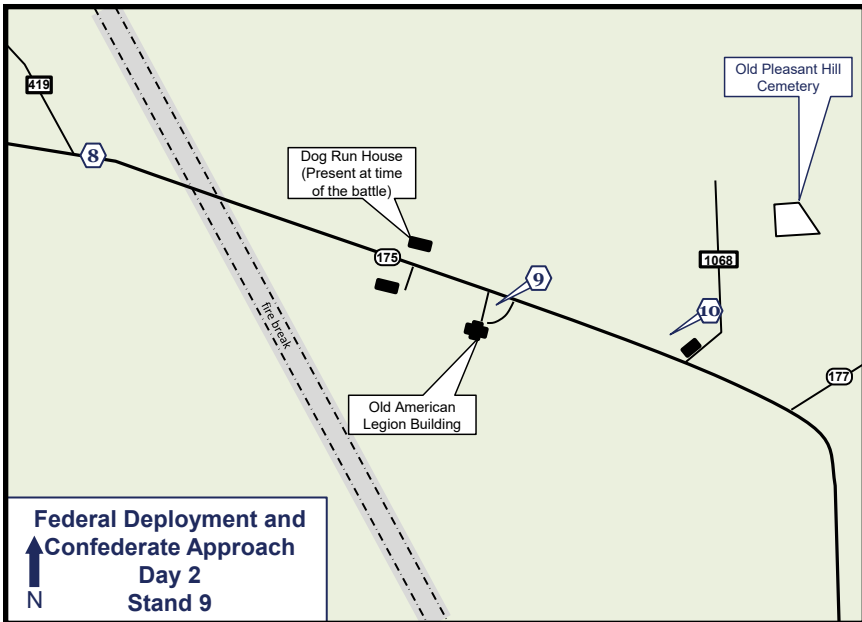 Old Pleasant Hill
Cemetery
419
8
Dog Run House
(Present at time
of the battle)
175
1068
9
10
fire break
177
Old American
Legion Building
Federal Deployment and
Confederate Approach
Day 2
Stand 9
N